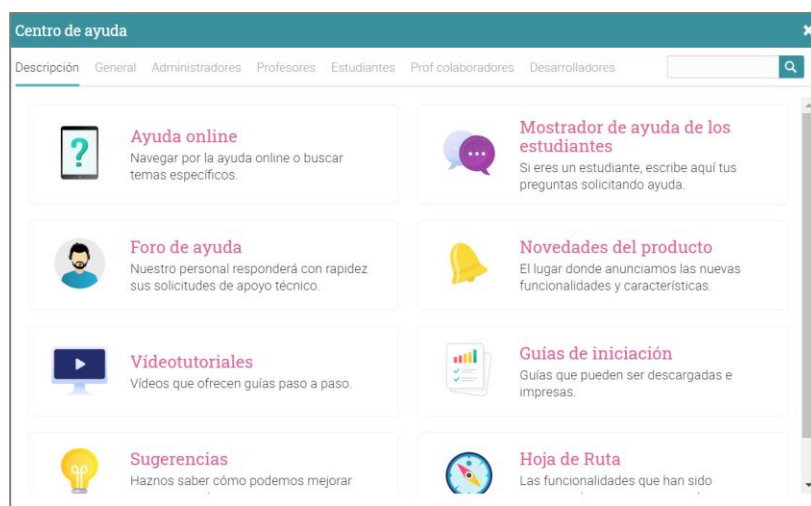 Centro de ayuda
Descripción General Administradores Profesores Estudiantes Prof colaboradores Desarrolladores
Ayuda online
Navegar por la ayuda online o buscar
temas específicos.
Mostrador de ayuda de los
estudiantes
Si eres un estudiante, escribe aquí tus
preguntas solicitando ayuda.
Foro de ayuda
Nuestro personal responderá con rapidez
sus solicitudes de apoyo técnico.
Novedades del producto
El lugar donde anunciamos las nuevas
funcionalidades y características.
Vídeotutoriales
Vídeos que ofrecen guías paso a paso.
Guías de iniciación
Guías que pueden ser descargadas e
impresas.
Sugerencias
Haznos saber cómo podemos mejorar
Hoja de Ruta
Las funcionalidades que han sido